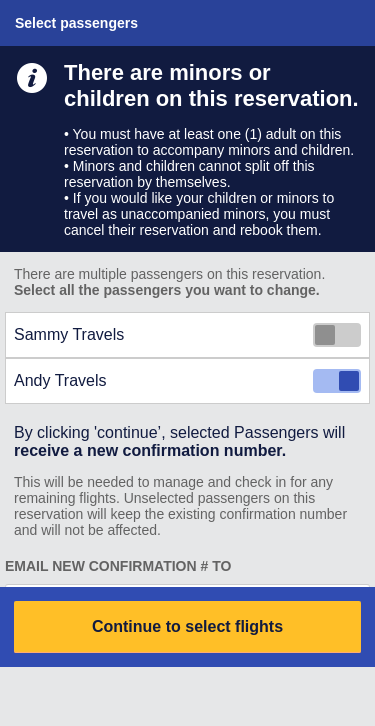 Select passengers
There are minors or
children on this reservation.
• You must have at least one (1) adult on this
reservation to accompany minors and children.
• Minors and children cannot split off this
reservation by themselves.
• If you would like your children or minors to
travel as unaccompanied minors, you must
cancel their reservation and rebook them.
There are multiple passengers on this reservation.
Select all the passengers you want to change.
Sammy Travels
Andy Travels
By clicking 'continue', selected Passengers will
receive a new confirmation number.
This will be needed to manage and check in for any
remaining flights. Unselected passengers on this
reservation will keep the existing confirmation number
and will not be affected.
EMAIL NEW CONFIRMATION # TO
Continue to select flights